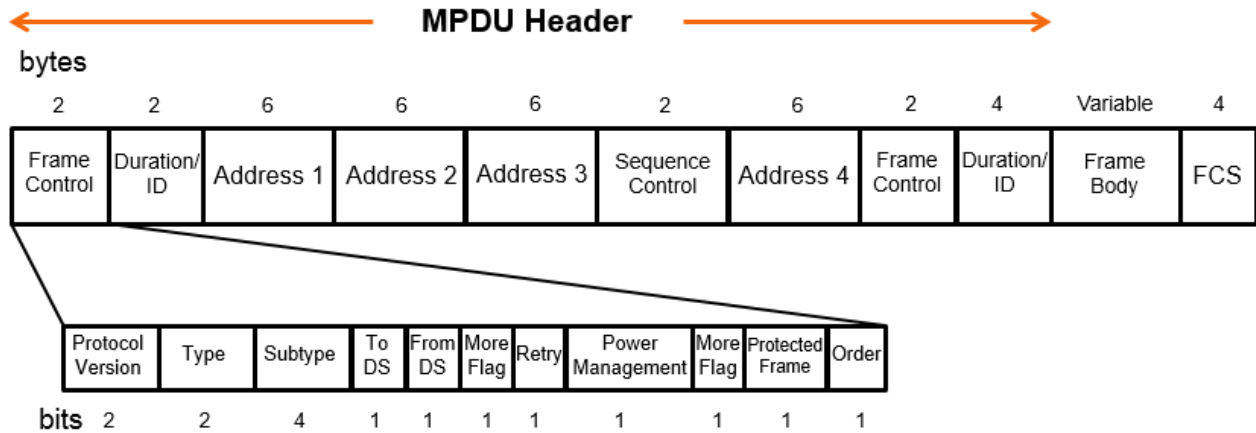 MPDU Header
bytes
2 2 6 6 6 2 6 2 4 Variable 4
Frame Control
Duration/ ID
Address 1
Address 2
Address 3
Sequence Control
Address 4
Frame Control
Duration/ ID
Frame Body
FCS
Protocol Version
Type
Subtype
To DS
From DS
More Flag
Retry
Power Management
More Flag
Protected Frame
Order
bits 2 2 4 1 1 1 1 1 1 1 1